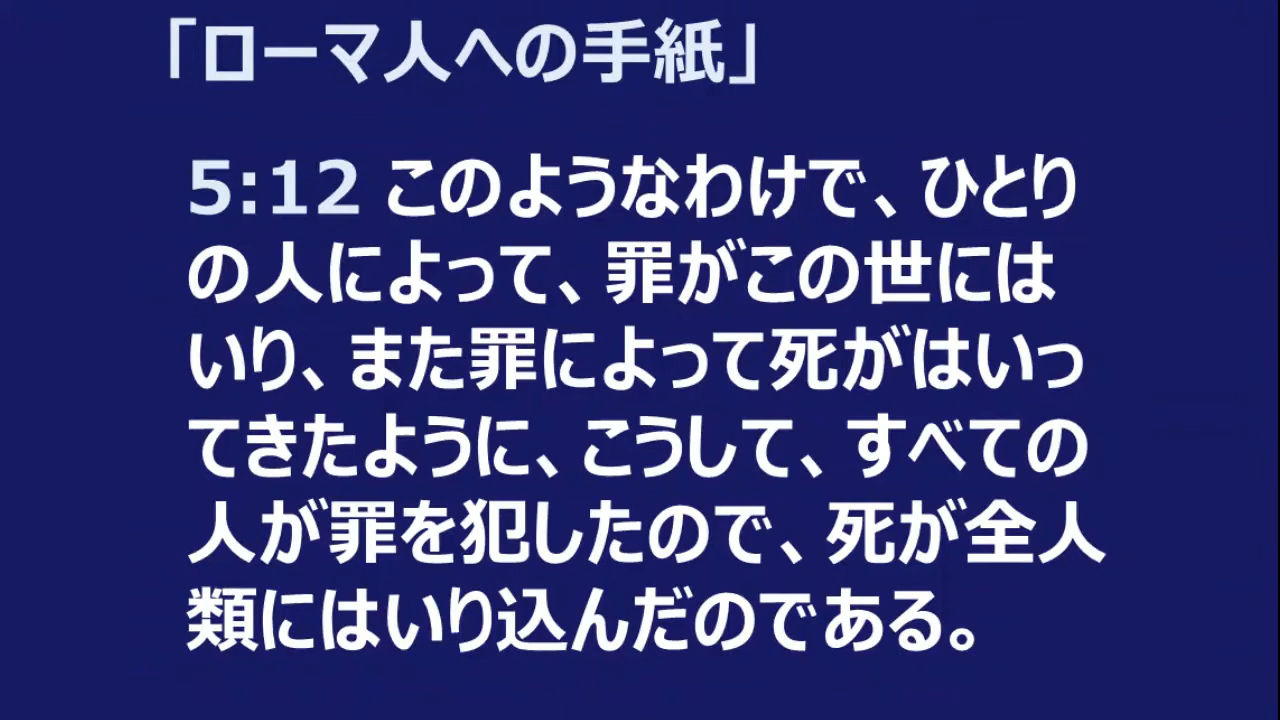 「ローマ人への手紙」
5:12 このようなわけで、ひとり
の人によって、罪がこの世には
いり、また罪によって死がはいっ
てきたように、こうして、すべての
人が罪を犯したので、死が全人
類にはいり込んだのである。